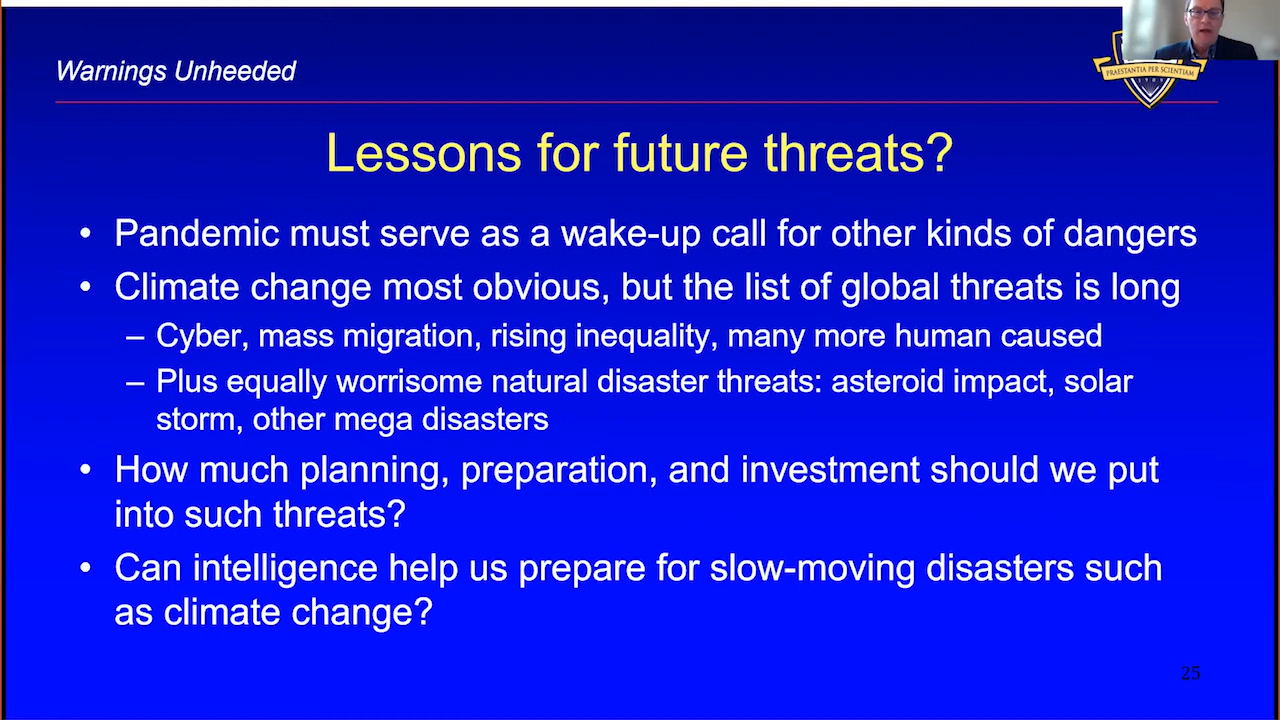 Warnings Unheeded
PRAESTANTIA PER SCIENTIAM
Lessons for future threats?
• Pandemic must serve as a wake-up call for other kinds of dangers
• Climate change most obvious, but the list of global threats is long
– Cyber, mass migration, rising inequality, many more human caused
– Plus equally worrisome natural disaster threats: asteroid impact, solar
storm, other mega disasters
• How much planning, preparation, and investment should we put
into such threats?
• Can intelligence help us prepare for slow-moving disasters such
as climate change?
25